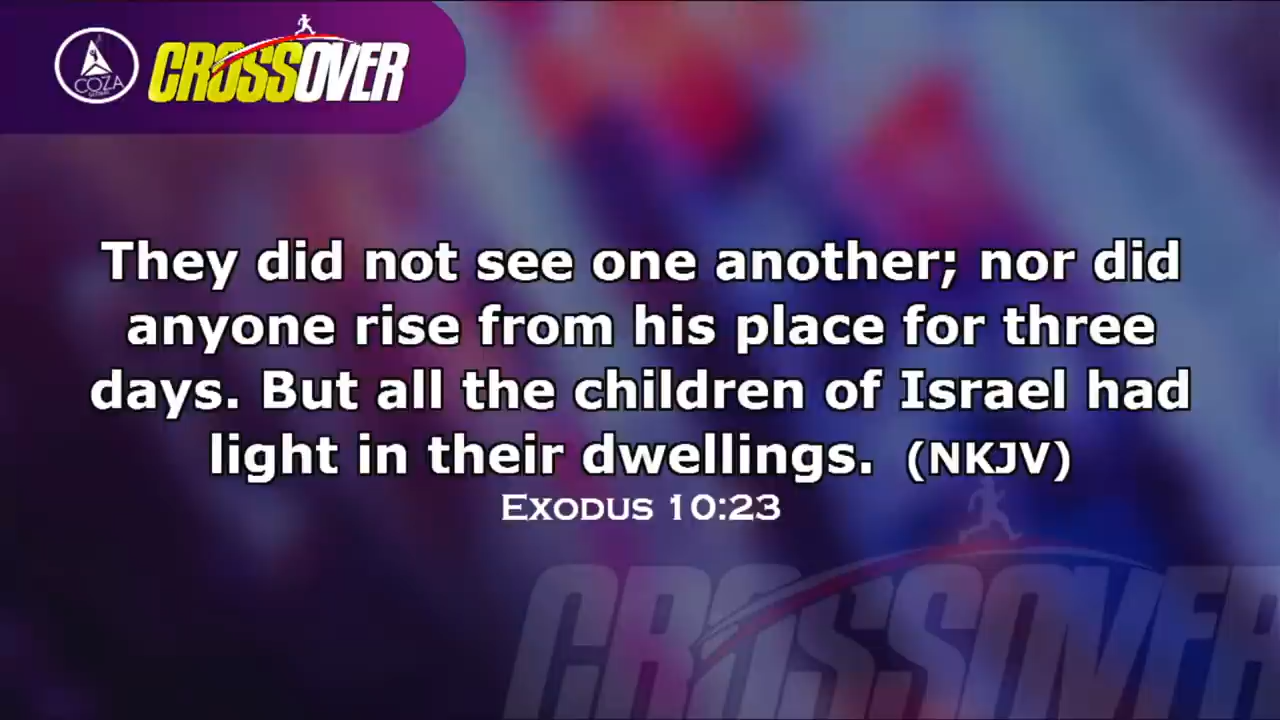 COZA
CROSSOVER
They did not see one another; nor did
anyone rise from his place for three
days. But all the children of Israel had
light in their dwellings. (NKJV)
Exodus 10:23
CROSSOVER